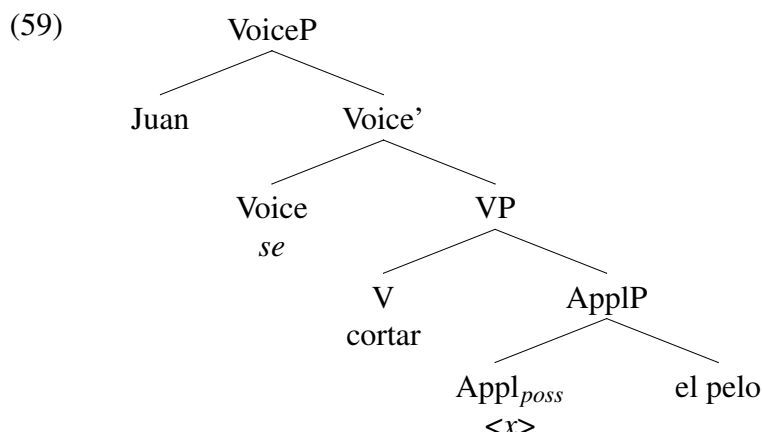 (59)
VoiceP
Juan Voice’
Voice VP
se
V ApplP
cortar
Applposs el pelo
<x>